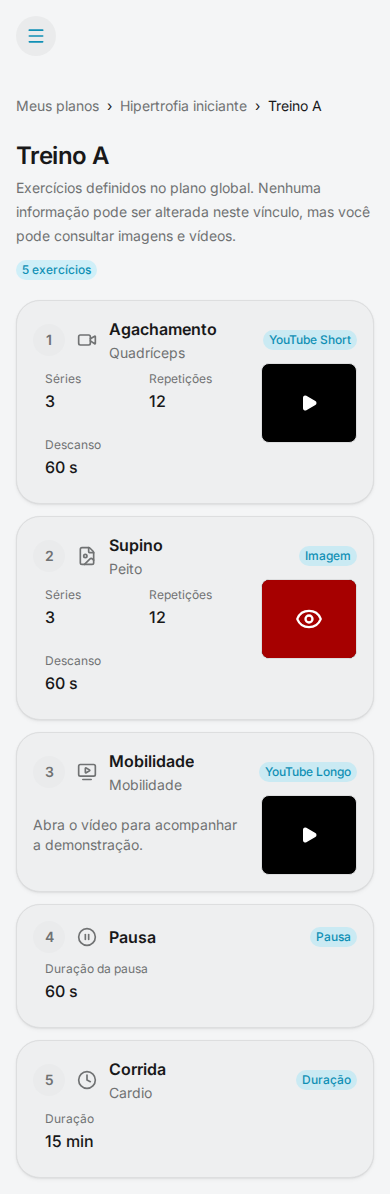 Meus planos › Hipertrofia iniciante › Treino A
Treino A
Exercícios definidos no plano global. Nenhuma
informação pode ser alterada neste vínculo, mas você
pode consultar imagens e vídeos.
5 exercícios
1
Agachamento
Quadríceps
YouTube Short
Séries
3
Repetições
12
Descanso
60 s
2
Supino
Peito
Imagem
Séries
3
Repetições
12
Descanso
60 s
3
Mobilidade
Mobilidade
YouTube Longo
Abra o vídeo para acompanhar
a demonstração.
4
Pausa
Pausa
Duração da pausa
60 s
5
Corrida
Cardio
Duração
Duração
15 min